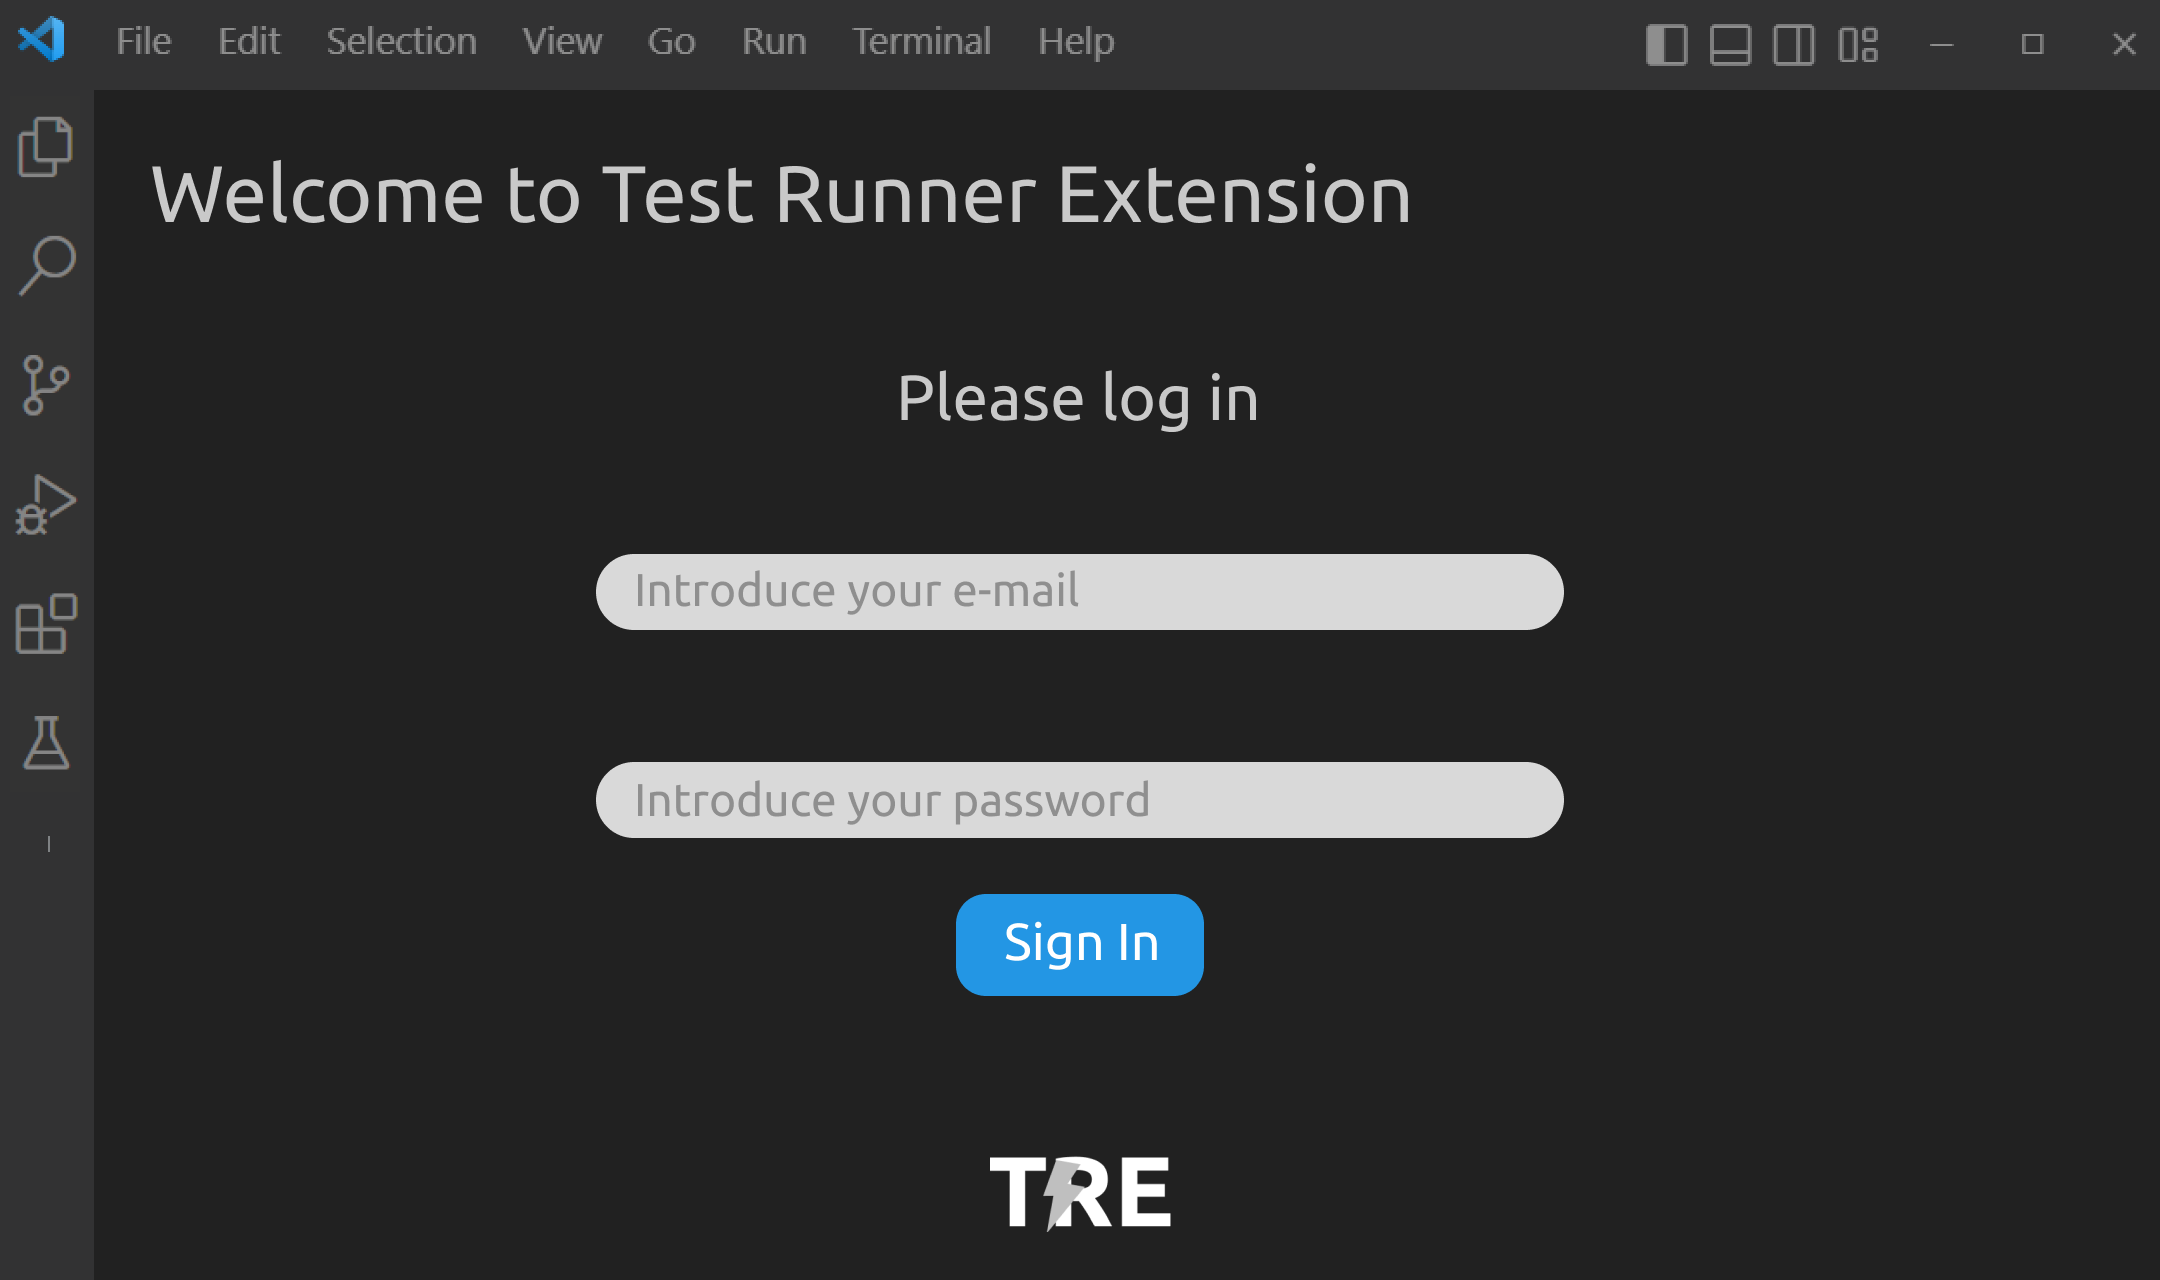 File Edit Selection View Go Run Terminal Help
Welcome to Test Runner Extension
Please log in
Introduce your e-mail
Introduce your password
Sign In
TRE